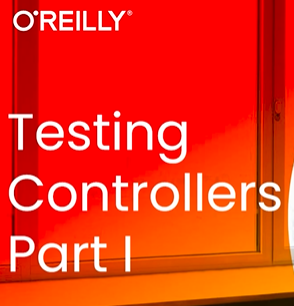 O'REILLY®
Testing
Controllers
Part I